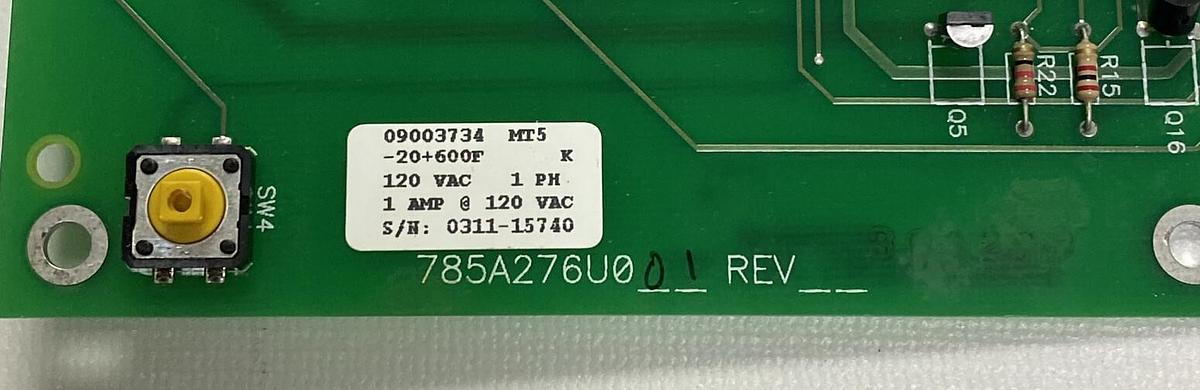 09003734 MT5
-20+600F K
120 VAC 1 PH
1 AMP @ 120 VAC
S/N: 0311-15740
785A276U001 REV__
SW4
Q5
R22
R15
Q16